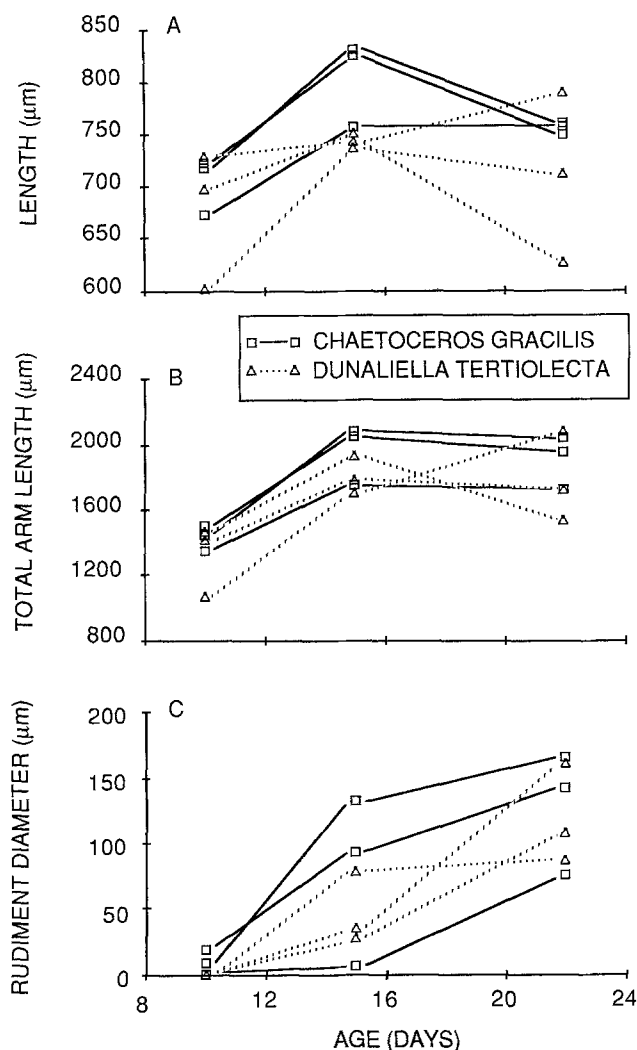 A
LENGTH (µm)
850
800
750
700
650
600
CHAETOCEROS GRACILIS
DUNALIELLA TERTIOLECTA
B
TOTAL ARM LENGTH (µm)
2400
2000
1600
1200
800
C
RUDIMENT DIAMETER (µm)
200
150
100
50
0
8 12 16 20 24
AGE (DAYS)